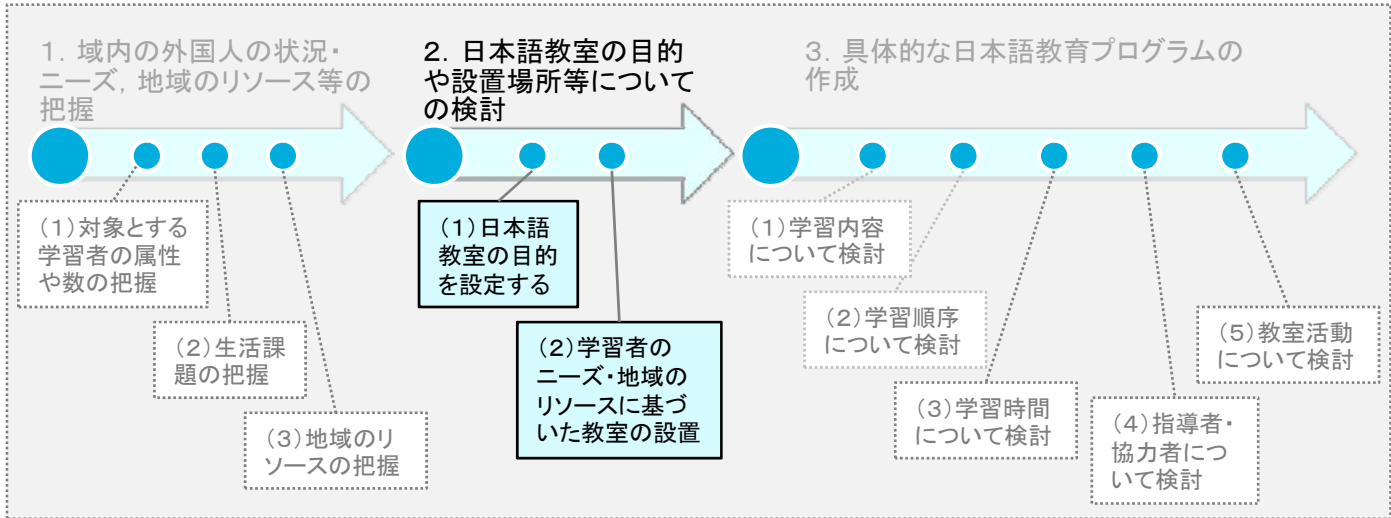 1．域内の外国人の状況・
ニーズ，地域のリソース等の
把握
（1）対象とする
学習者の属性
や数の把握
（2）生活課
題の把握
（3）地域のリ
ソースの把握
2．日本語教室の目的
や設置場所等について
の検討
（1）日本語
教室の目的
を設定する
（2）学習者の
ニーズ・地域の
リソースに基づ
いた教室の設置
3．具体的な日本語教育プログラムの
作成
（1）学習内容
について検討
（2）学習順序
について検討
（3）学習時間
について検討
（4）指導者・
協力者につ
いて検討
（5）教室活動
について検討